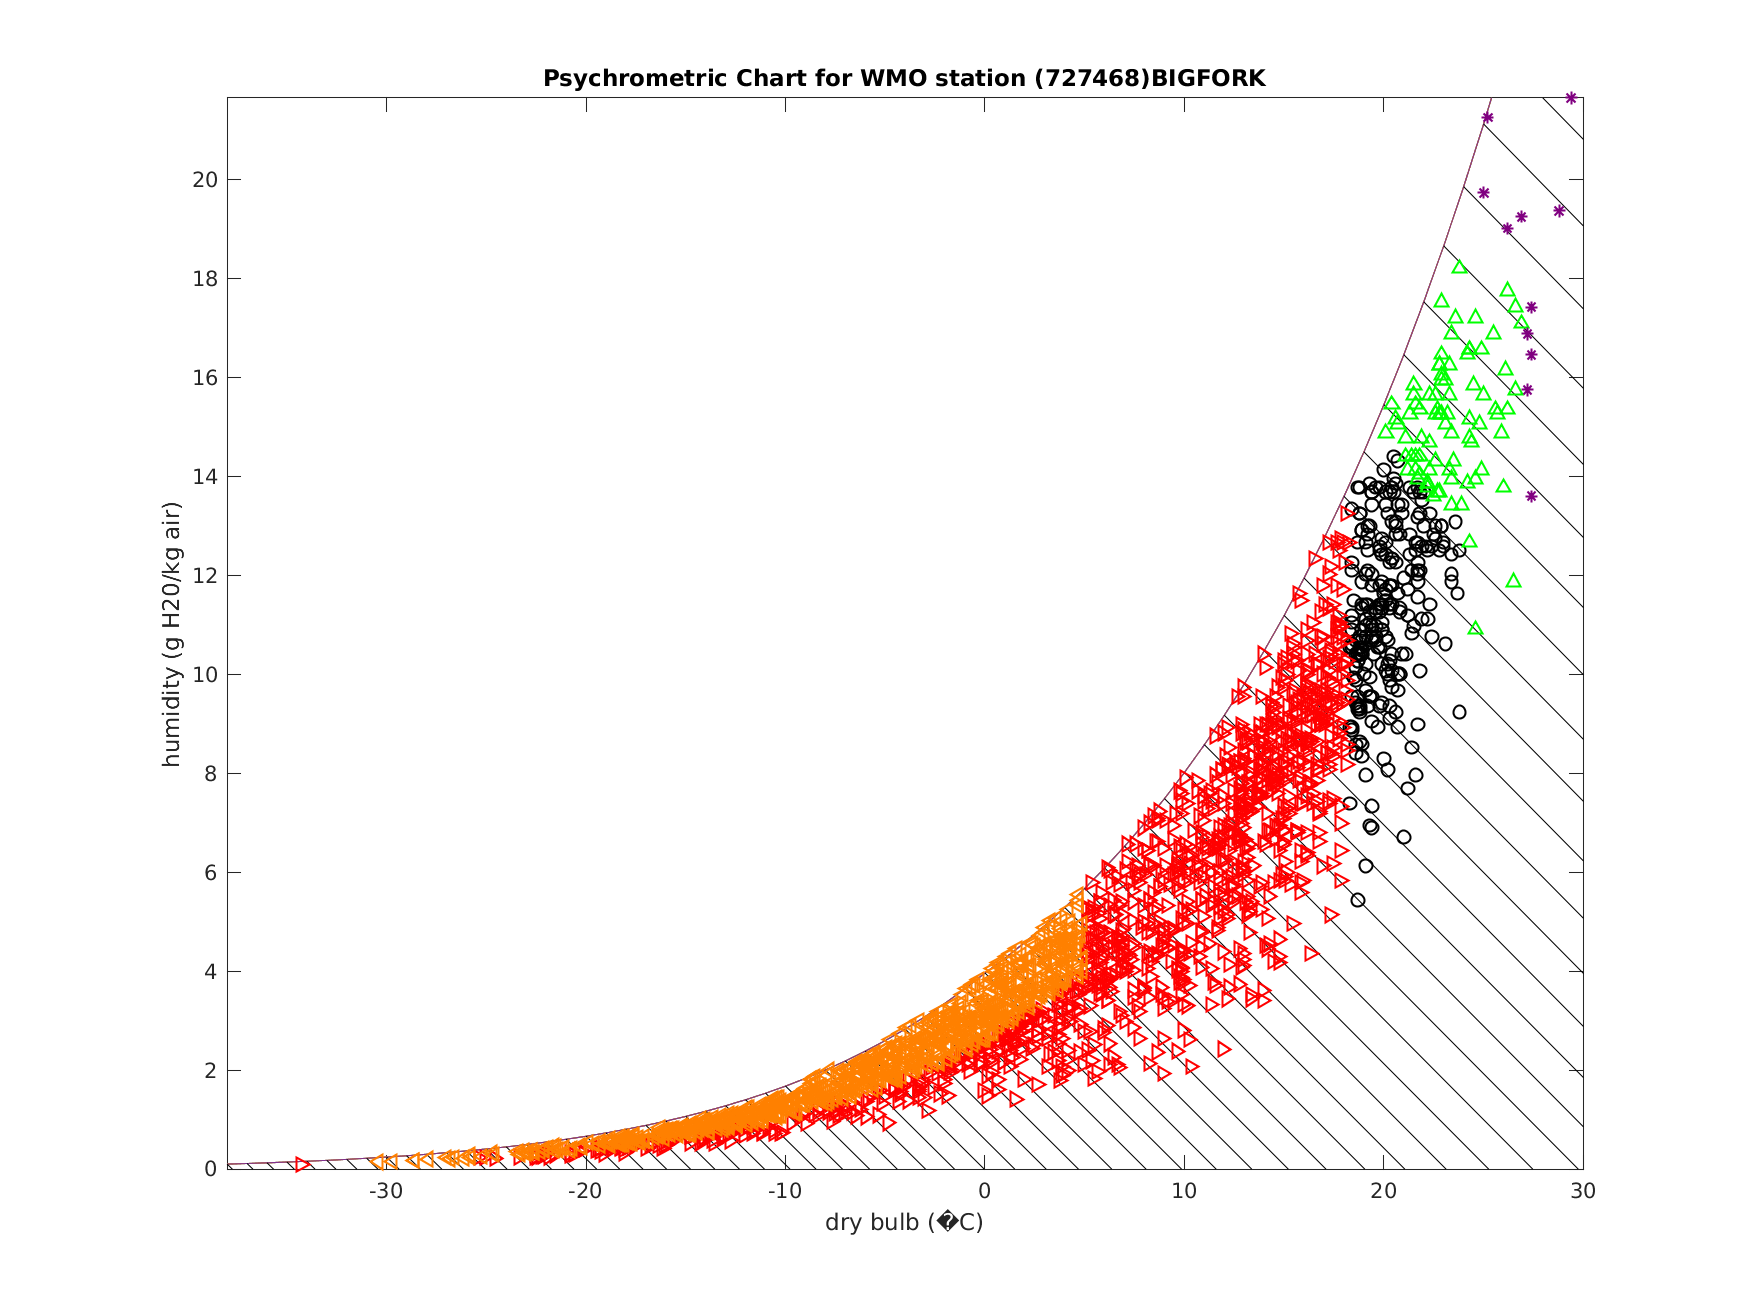 Psychrometric Chart for WMO station (727468)BIGFORK
humidity (g H20/kg air)
20
18
16
14
12
10
8
6
4
2
0
-30 -20 -10 0 10 20 30
dry bulb (�C)